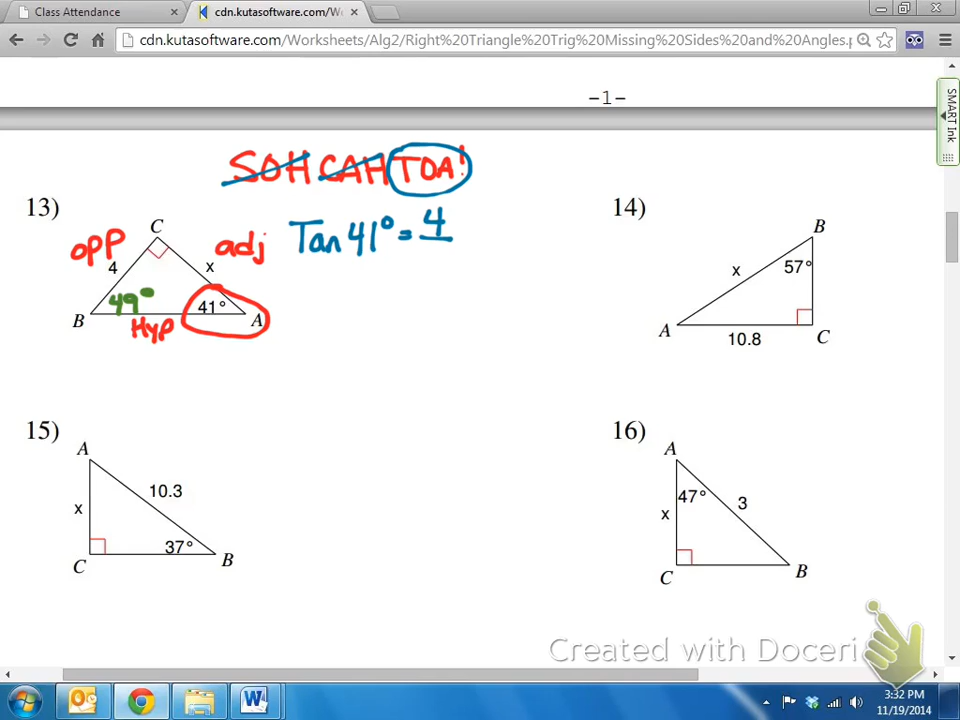 Class Attendance × cdn.kutasoftware.com/Wo ×
cdn.kutasoftware.com/Worksheets/Alg2/Right%20Triangle%20Trig%20Missing%20Sides%20and%20Angles.p
SMART Ink
-1-
SOH CAH TOA!
13)
C
opp
adj
Tan 41° = 4
4
x
49°
41°
B
Hyp
A
14)
B
x
57°
A
10.8
C
15)
A
10.3
x
37°
C
B
16)
A
47°
3
x
C
B
Created with Doceri
3:32 PM
11/19/2014